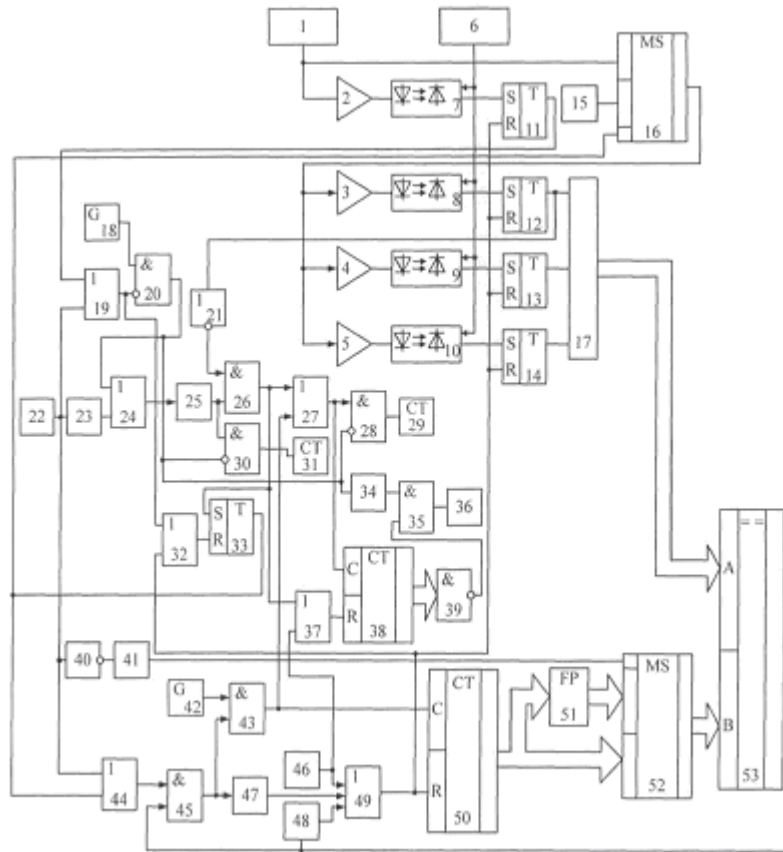 1
6
MS
16
2
7
S T
R 11
15
3
8
S T
R 12
4
9
S T
R 13
5
10
S T
R 14
17
G
18
&
20
1
19
1
21
22
23
1
24
25
&
26
1
27
&
28
CT
29
&
30
CT
31
1
32
S T
R 33
34
&
35
36
1
37
C CT
R 38
&
39
40
41
G
42
&
43
1
44
&
45
46
47
48
1
49
C CT
R 50
FP
51
MS
52
A
B
==
53